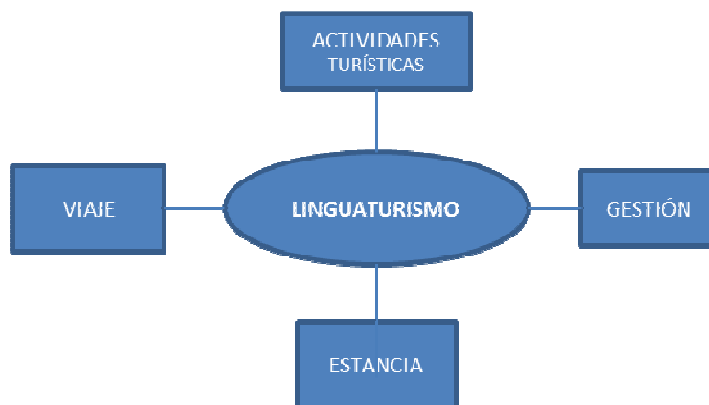 ACTIVIDADES
TURÍSTICAS
VIAJE
LINGUATURISMO
GESTIÓN
ESTANCIA